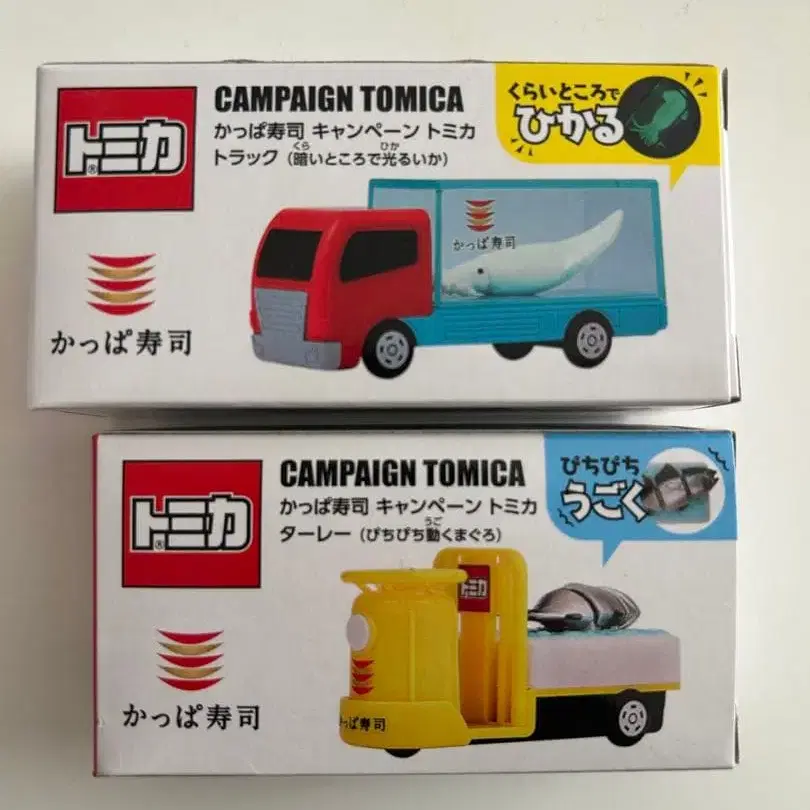 トミカ®
CAMPAIGN TOMICA
かっぱ寿司 キャンペーン トミカ
くら ひか
トラック（暗いところで光るいか）
くらいところで
ひかる
かっぱ寿司
かっぱ寿司
トミカ®
CAMPAIGN TOMICA
かっぱ寿司 キャンペーン トミカ
うご
ターレー（ぴちぴち動くまぐろ）
ぴちぴち
うごく
トミカ
かっぱ寿司
かっぱ寿司